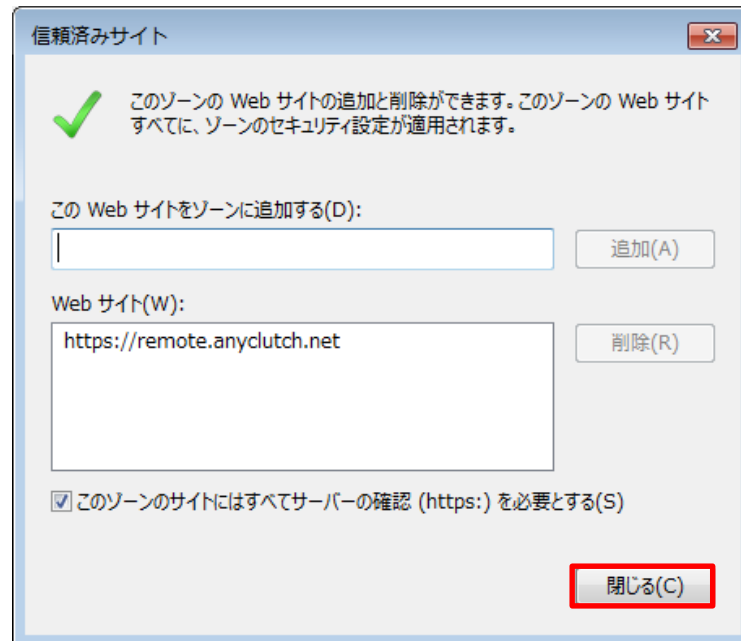 信頼済みサイト
このゾーンの Web サイトの追加と削除ができます。このゾーンの Web サイト
すべてに、ゾーンのセキュリティ設定が適用されます。
この Web サイトをゾーンに追加する(D):
追加(A)
Web サイト(W):
https://remote.anyclutch.net
削除(R)
このゾーンのサイトにはすべてサーバーの確認 (https:) を必要とする(S)
閉じる(C)